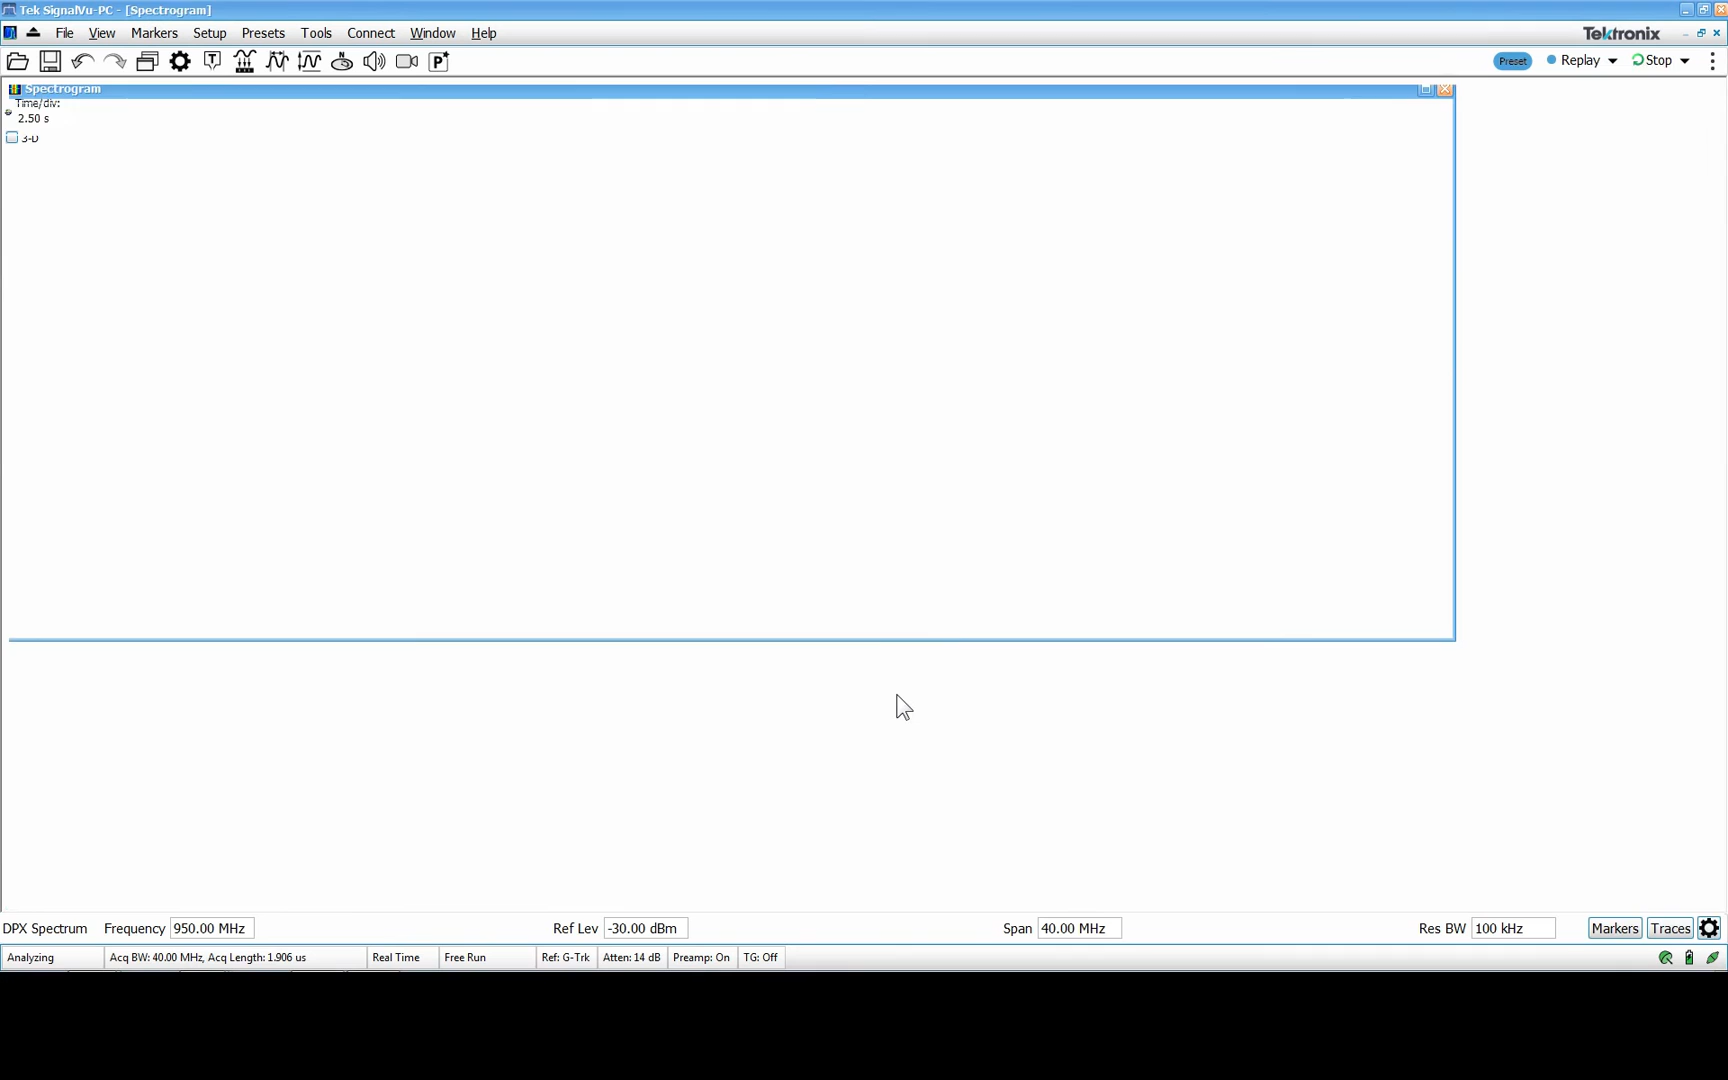 Tek SignalVu-PC - [Spectrogram]
File View Markers Setup Presets Tools Connect Window Help
Tektronix
Preset Replay Stop
Spectrogram
Time/div:
2.50 s
3-D
DPX Spectrum Frequency 950.00 MHz Ref Lev -30.00 dBm Span 40.00 MHz Res BW 100 kHz Markers Traces
Analyzing Acq BW: 40.00 MHz, Acq Length: 1.906 us Real Time Free Run Ref: G-Trk Atten: 14 dB Preamp: On TG: Off